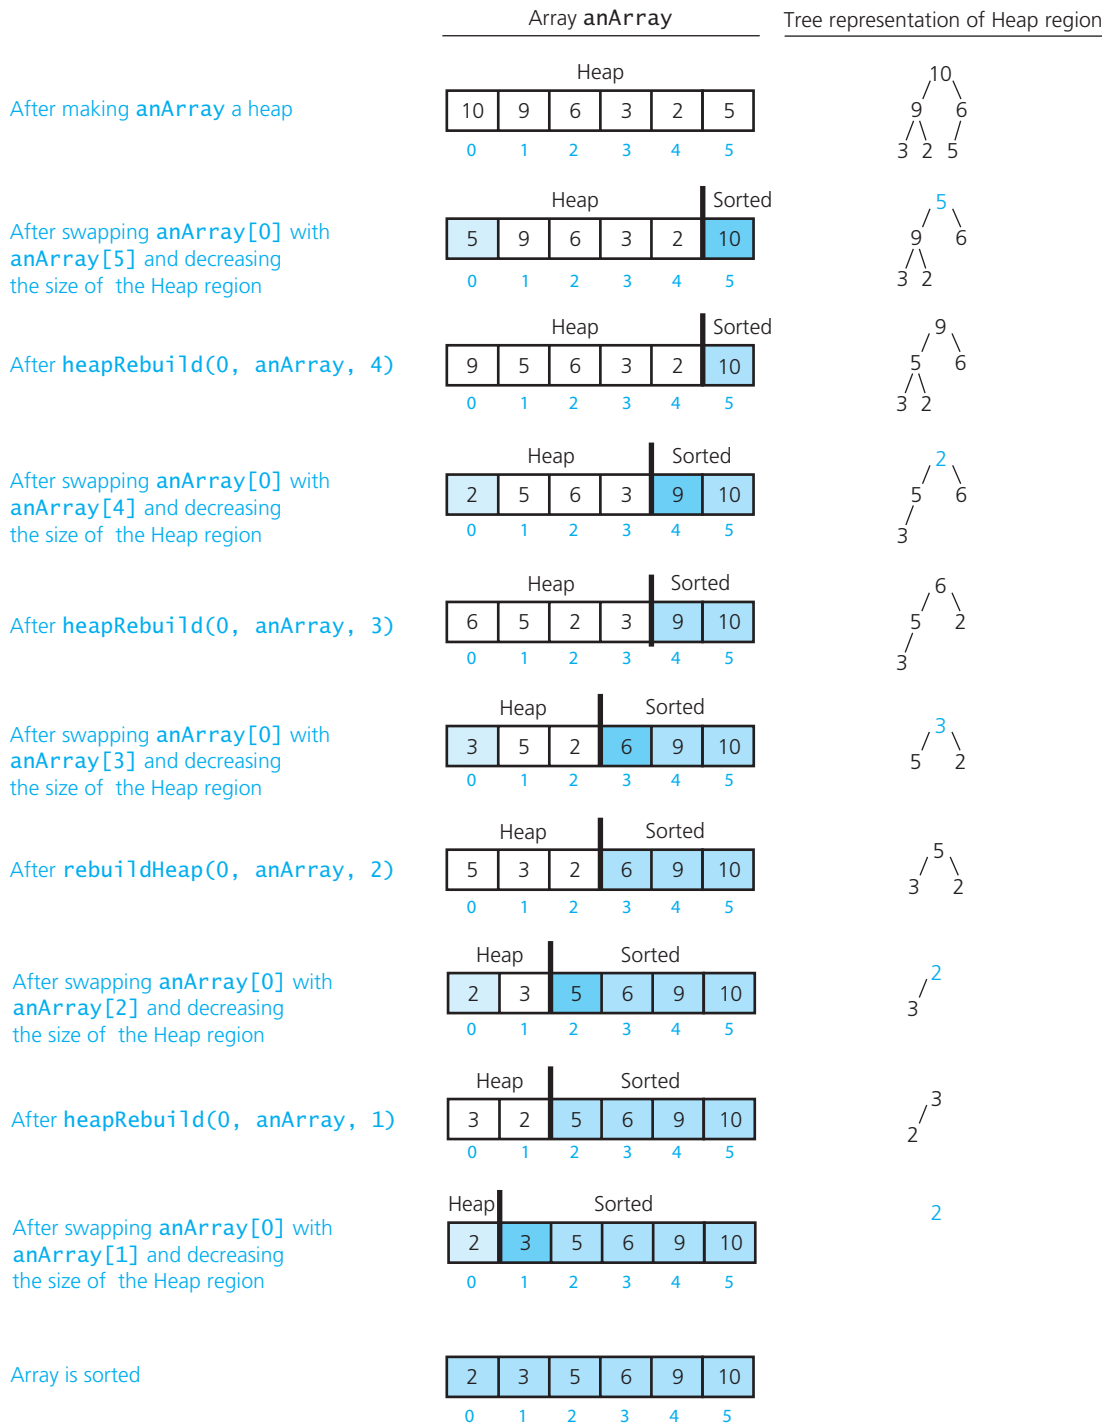 Array anArray Tree representation of Heap region
Heap
After making anArray a heap
10 9 6 3 2 5
0 1 2 3 4 5
10
9 6
3 2 5
Heap Sorted
After swapping anArray[0] with
anArray[5] and decreasing
the size of the Heap region
5 9 6 3 2 10
0 1 2 3 4 5
5
9 6
3 2
Heap Sorted
After heapRebuild(0, anArray, 4)
9 5 6 3 2 10
0 1 2 3 4 5
9
5 6
3 2
Heap Sorted
After swapping anArray[0] with
anArray[4] and decreasing
the size of the Heap region
2 5 6 3 9 10
0 1 2 3 4 5
2
5 6
3
Heap Sorted
After heapRebuild(0, anArray, 3)
6 5 2 3 9 10
0 1 2 3 4 5
6
5 2
3
Heap Sorted
After swapping anArray[0] with
anArray[3] and decreasing
the size of the Heap region
3 5 2 6 9 10
0 1 2 3 4 5
3
5 2
Heap Sorted
After rebuildHeap(0, anArray, 2)
5 3 2 6 9 10
0 1 2 3 4 5
5
3 2
Heap Sorted
After swapping anArray[0] with
anArray[2] and decreasing
the size of the Heap region
2 3 5 6 9 10
0 1 2 3 4 5
2
3
Heap Sorted
After heapRebuild(0, anArray, 1)
3 2 5 6 9 10
0 1 2 3 4 5
3
2
Heap Sorted
After swapping anArray[0] with
anArray[1] and decreasing
the size of the Heap region
2 3 5 6 9 10
0 1 2 3 4 5
2
Array is sorted
2 3 5 6 9 10
0 1 2 3 4 5